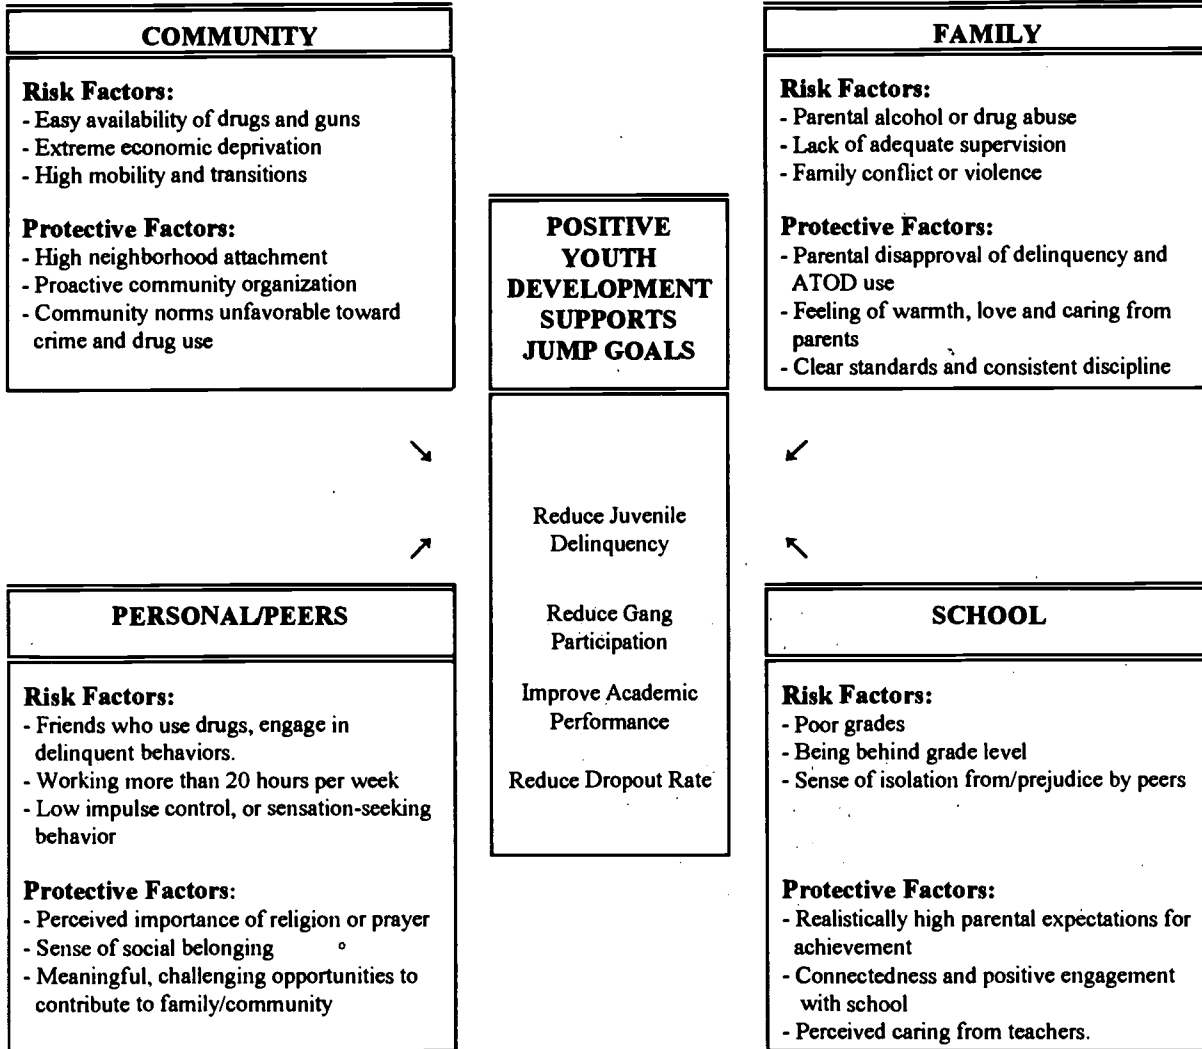 COMMUNITY
Risk Factors:
- Easy availability of drugs and guns
- Extreme economic deprivation
- High mobility and transitions
Protective Factors:
- High neighborhood attachment
- Proactive community organization
- Community norms unfavorable toward
crime and drug use
FAMILY
Risk Factors:
- Parental alcohol or drug abuse
- Lack of adequate supervision
- Family conflict or violence
Protective Factors:
- Parental disapproval of delinquency and
ATOD use
- Feeling of warmth, love and caring from
parents
- Clear standards and consistent discipline
POSITIVE
YOUTH
DEVELOPMENT
SUPPORTS
JUMP GOALS
Reduce Juvenile
Delinquency
Reduce Gang
Participation
Improve Academic
Performance
Reduce Dropout Rate
PERSONAL/PEERS
Risk Factors:
- Friends who use drugs, engage in
delinquent behaviors.
- Working more than 20 hours per week
- Low impulse control, or sensation-seeking
behavior
Protective Factors:
- Perceived importance of religion or prayer
- Sense of social belonging
- Meaningful, challenging opportunities to
contribute to family/community
SCHOOL
Risk Factors:
- Poor grades
- Being behind grade level
- Sense of isolation from/prejudice by peers
Protective Factors:
- Realistically high parental expectations for
achievement
- Connectedness and positive engagement
with school
- Perceived caring from teachers.